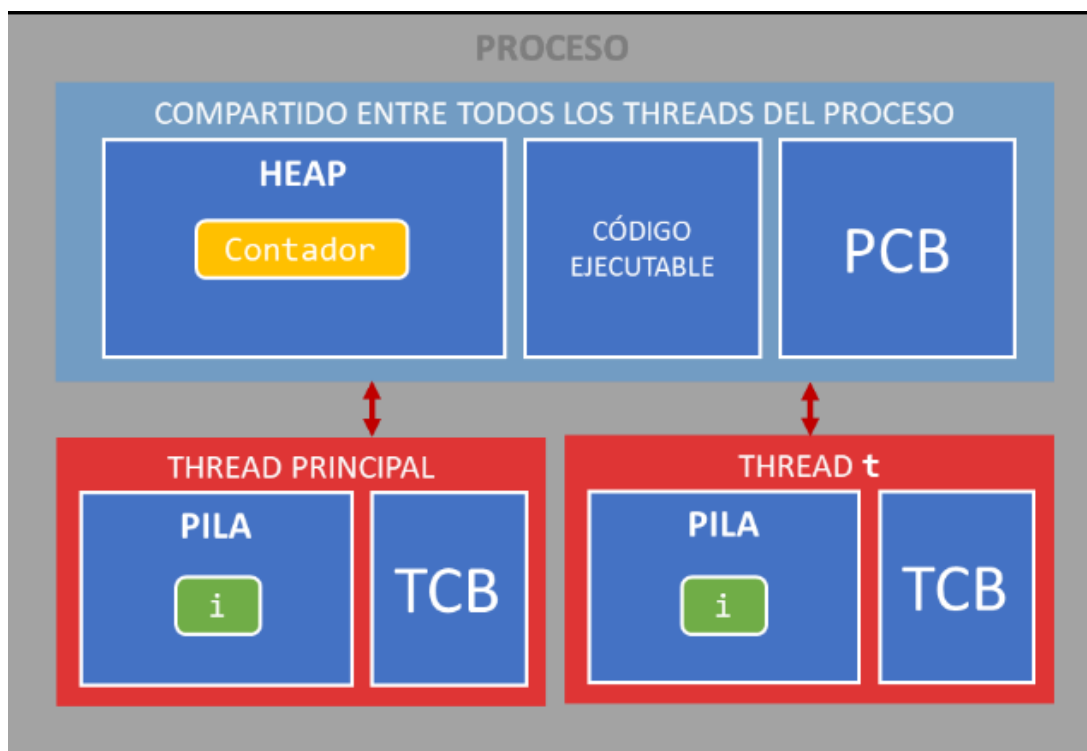 PROCESO
COMPARTIDO ENTRE TODOS LOS THREADS DEL PROCESO
HEAP
Contador
CÓDIGO
EJECUTABLE
PCB
THREAD PRINCIPAL
PILA
i
TCB
THREAD t
PILA
i
TCB